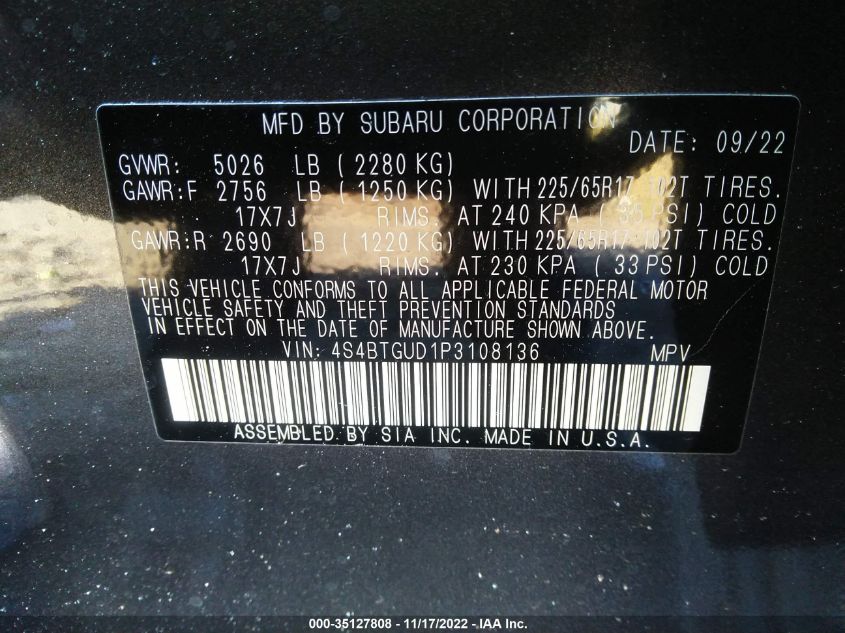 MFD BY SUBARU CORPORATION
DATE: 09/22
GVWR: 5026 LB ( 2280 KG)
GAWR:F 2756 LB ( 1250 KG) WITH 225/65R17 102T TIRES.
17X7J RIMS. AT 240 KPA ( 35 PSI) COLD
GAWR:R 2690 LB ( 1220 KG) WITH 225/65R17 102T TIRES.
17X7J RIMS. AT 230 KPA ( 33 PSI) COLD
THIS VEHICLE CONFORMS TO ALL APPLICABLE FEDERAL MOTOR
VEHICLE SAFETY AND THEFT PREVENTION STANDARDS
IN EFFECT ON THE DATE OF MANUFACTURE SHOWN ABOVE.
VIN: 4S4BTGUD1P3108136 MPV
ASSEMBLED BY SIA INC. MADE IN U.S.A.
000-35127808 - 11/17/2022 - IAA Inc.